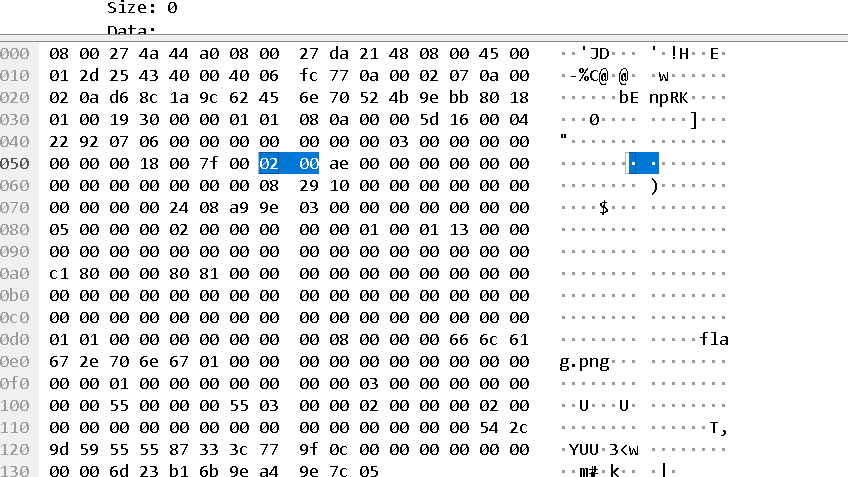 Size: 0
Data:
000 08 00 27 4a 44 a0 08 00 27 da 21 48 08 00 45 00 ··'JD··· '·!H··E·
010 01 2d 25 43 40 00 40 06 fc 77 0a 00 02 07 0a 00 ·-%C@·@· ·w······
020 02 0a d6 8c 1a 9c 62 45 6e 70 52 4b 9e bb 80 18 ······bE npRK····
030 01 00 19 30 00 00 01 01 08 0a 00 00 5d 16 00 04 ···0···· ····]···
040 22 92 07 06 00 00 00 00 00 00 00 03 00 00 00 00 "······· ········
050 00 00 00 18 00 7f 00 02 00 ae 00 00 00 00 00 00 ········ ········
060 00 00 00 00 00 00 08 29 10 00 00 00 00 00 00 00 ·······) ········
070 00 00 00 00 24 08 a9 9e 03 00 00 00 00 00 00 00 ····$··· ········
080 05 00 00 00 02 00 00 00 00 00 01 00 01 13 00 00 ········ ········
090 00 00 00 00 00 00 00 00 00 00 00 00 00 00 00 00 ········ ········
0a0 c1 80 00 00 80 81 00 00 00 00 00 00 00 00 00 00 ········ ········
0b0 00 00 00 00 00 00 00 00 00 00 00 00 00 00 00 00 ········ ········
0c0 00 00 00 00 00 00 00 00 00 00 00 00 00 00 00 00 ········ ········
0d0 01 01 00 00 00 00 00 00 00 08 00 00 00 66 6c 61 ········ ·····fla
0e0 67 2e 70 6e 67 01 00 00 00 00 00 00 00 00 00 00 g.png··· ········
0f0 00 00 00 01 00 00 00 00 00 00 03 00 00 00 00 00 ········ ········
100 00 00 55 00 00 00 55 03 00 00 02 00 00 00 02 00 ··U···U· ········
110 00 00 00 00 00 00 00 00 00 00 00 00 00 00 54 2c ········ ······T,
120 9d 59 55 55 87 33 3c 77 9f 0c 00 00 00 00 00 00 ·YUU·3<w ········
130 00 00 6d 23 b1 6b 9e a4 9e 7c 05 ··m#·k·· ·|·